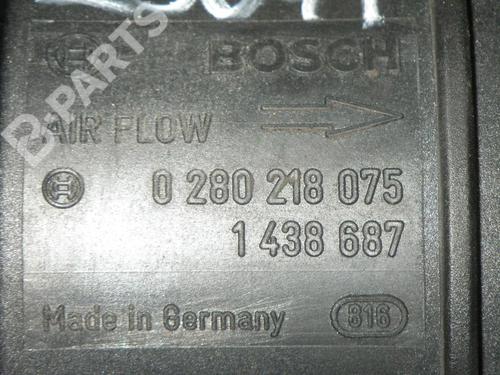 BOSCH
AIR FLOW
0 280 218 075
1 438 687
Made in Germany 816
B-PARTS